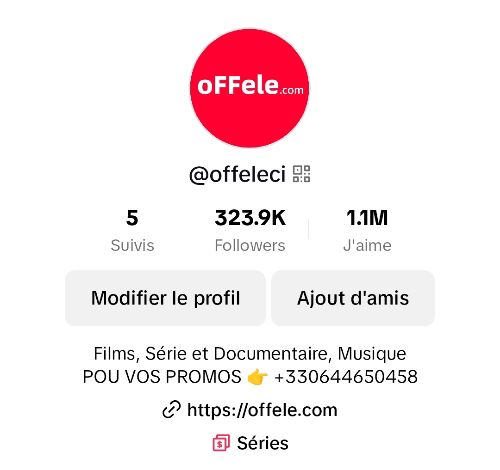 oFFele.com
@offeleci
5 323.9K 1.1M
Suivis Followers J'aime
Modifier le profil Ajout d'amis
Films, Série et Documentaire, Musique
POU VOS PROMOS 👉 +330644650458
https://offele.com
Séries